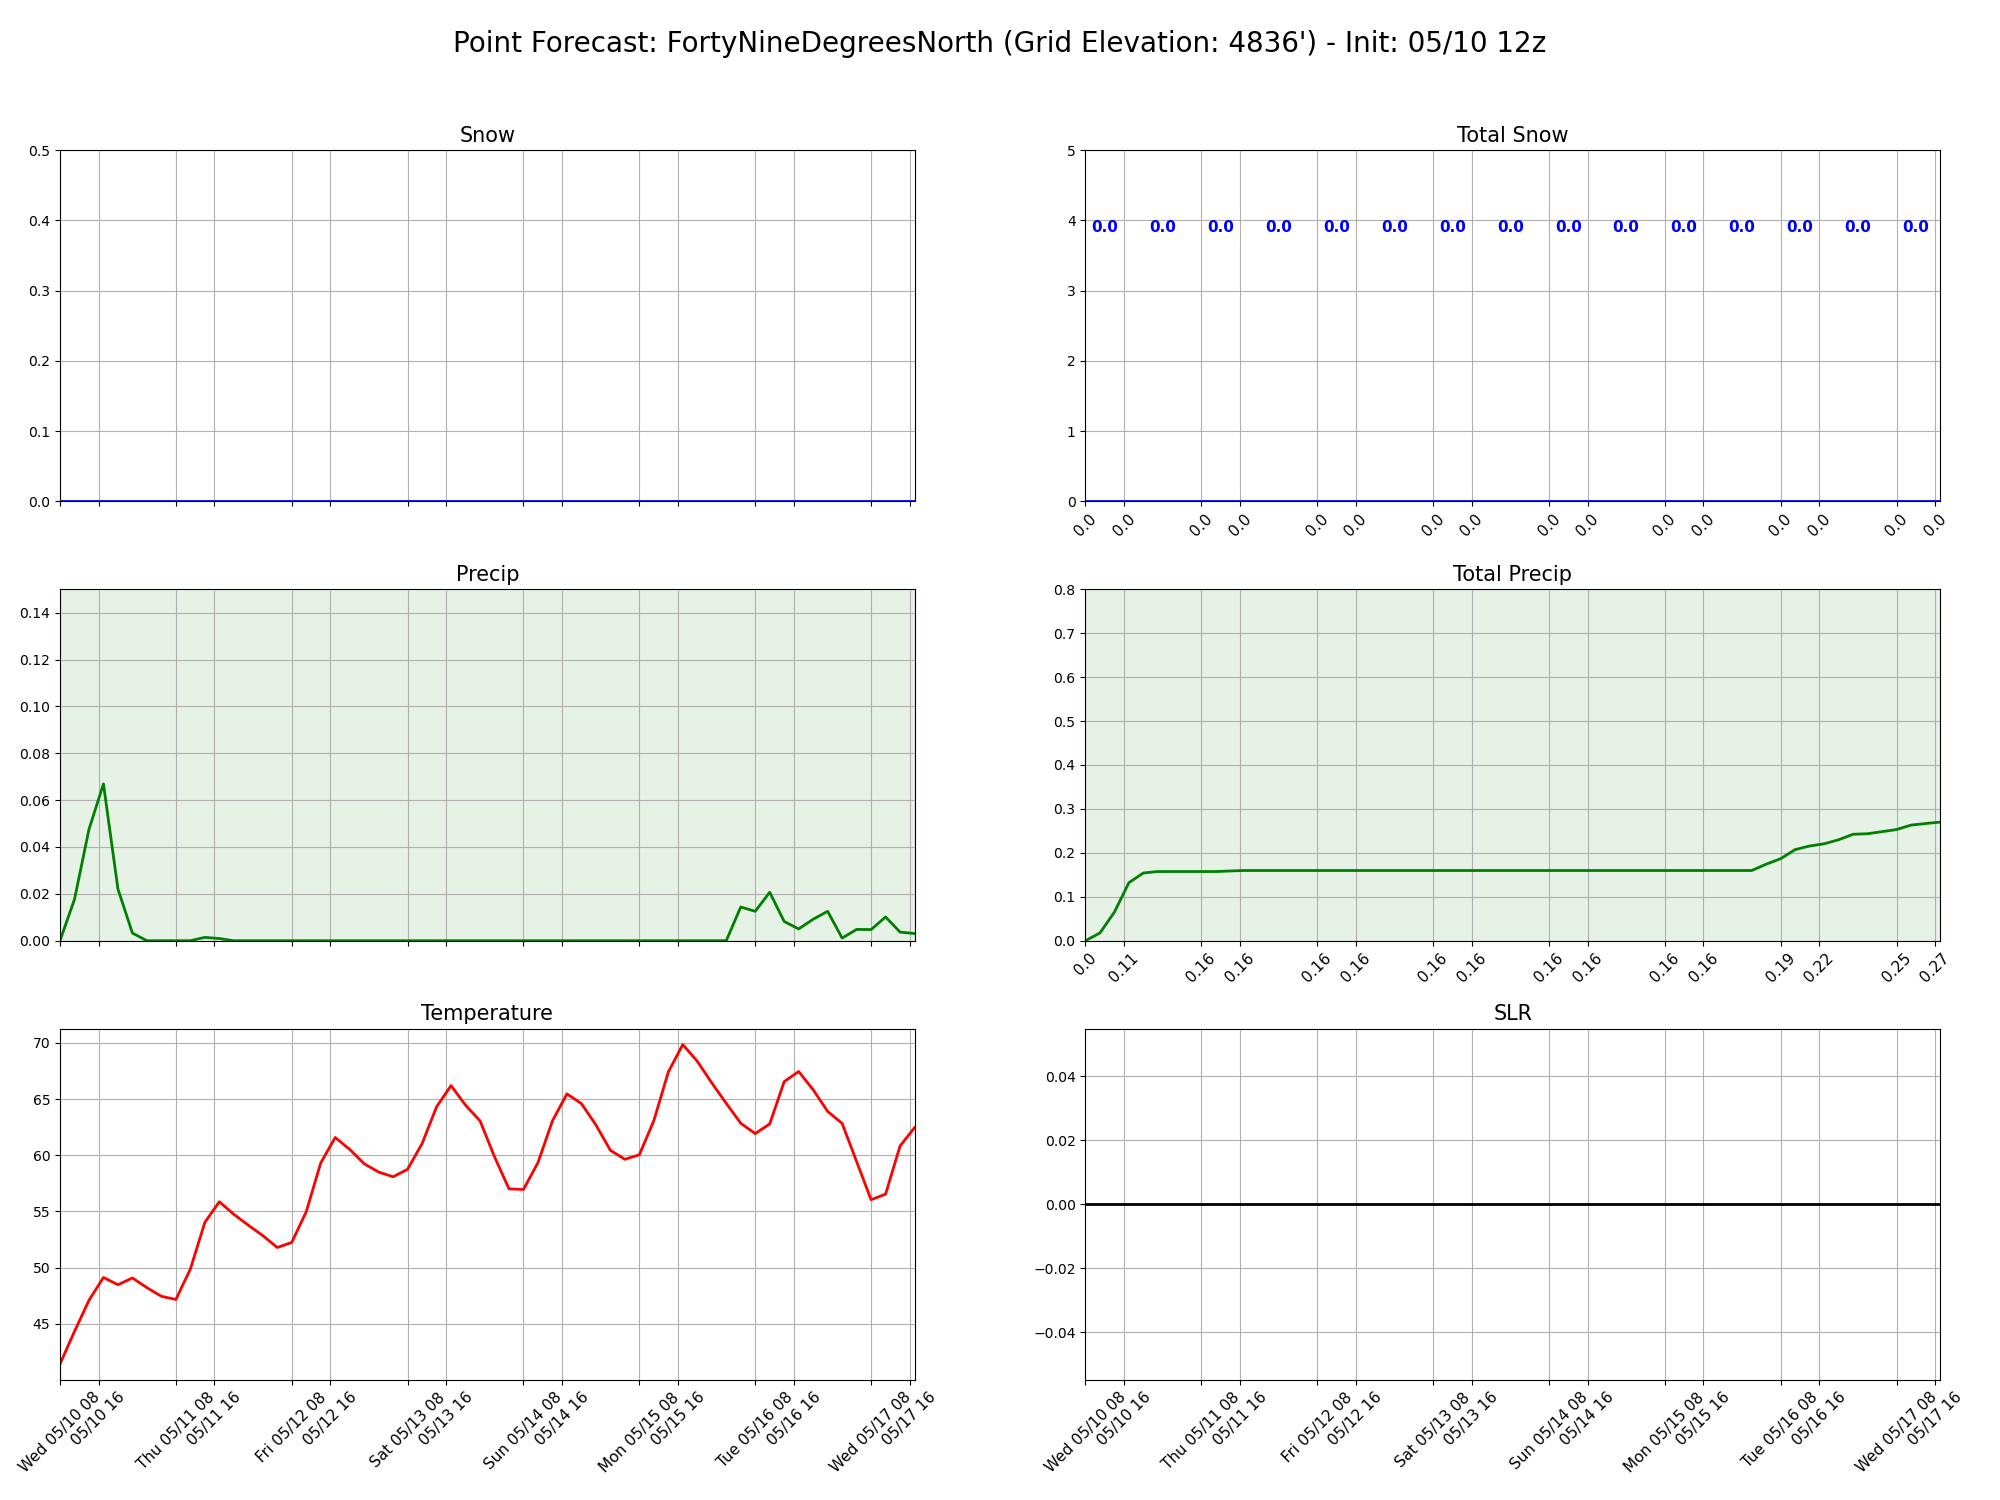 Point Forecast: FortyNineDegreesNorth (Grid Elevation: 4836') - Init: 05/10 12z
Snow
0.5
0.4
0.3
0.2
0.1
0.0
Total Snow
5
4
3
2
1
0
0.0 0.0 0.0 0.0 0.0 0.0 0.0 0.0 0.0 0.0 0.0 0.0 0.0 0.0 0.0
0.0 0.0 0.0 0.0 0.0 0.0 0.0 0.0 0.0 0.0 0.0 0.0 0.0 0.0 0.0 0.0
Precip
0.14
0.12
0.10
0.08
0.06
0.04
0.02
0.00
Total Precip
0.8
0.7
0.6
0.5
0.4
0.3
0.2
0.1
0.0
0.0 0.11 0.16 0.16 0.16 0.16 0.16 0.16 0.16 0.16 0.16 0.16 0.19 0.22 0.25 0.27
Temperature
70
65
60
55
50
45
Wed 05/10 08
05/10 16
Thu 05/11 08
05/11 16
Fri 05/12 08
05/12 16
Sat 05/13 08
05/13 16
Sun 05/14 08
05/14 16
Mon 05/15 08
05/15 16
Tue 05/16 08
05/16 16
Wed 05/17 08
05/17 16
SLR
0.04
0.02
0.00
−0.02
−0.04
Wed 05/10 08
05/10 16
Thu 05/11 08
05/11 16
Fri 05/12 08
05/12 16
Sat 05/13 08
05/13 16
Sun 05/14 08
05/14 16
Mon 05/15 08
05/15 16
Tue 05/16 08
05/16 16
Wed 05/17 08
05/17 16